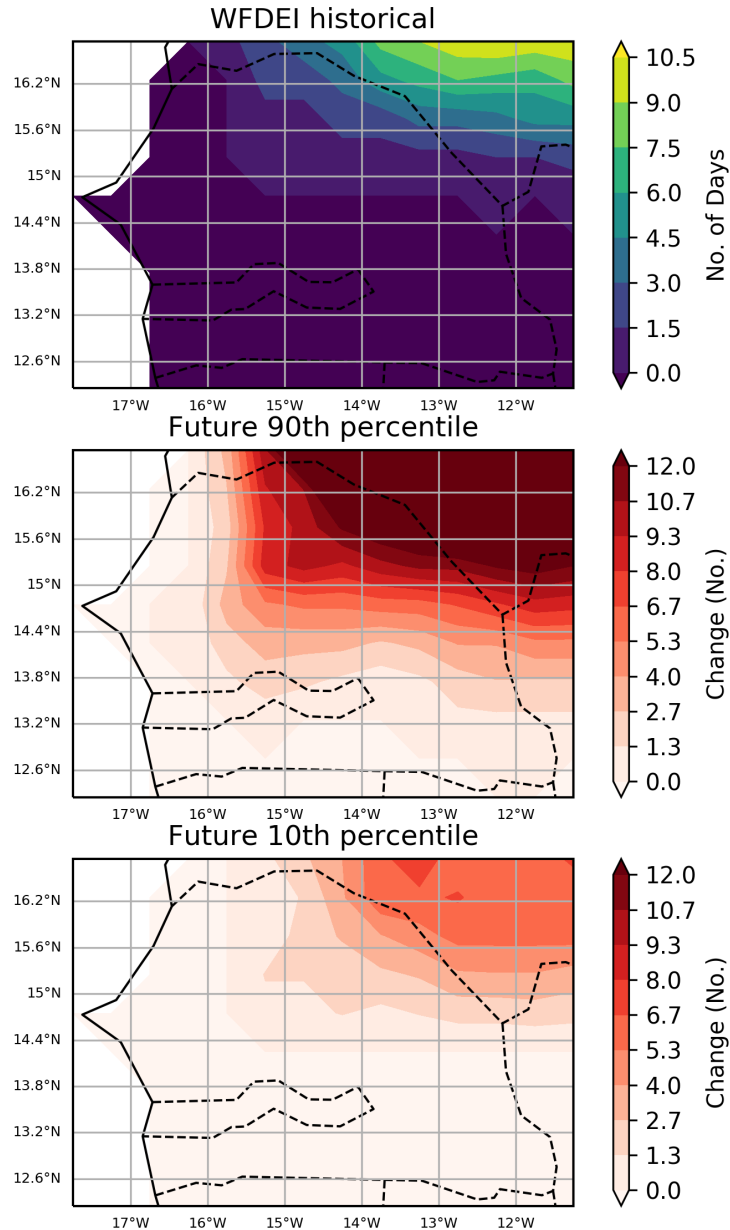 WFDEI historical
16.2°N
15.6°N
15°N
14.4°N
13.8°N
13.2°N
12.6°N
17°W 16°W 15°W 14°W 13°W 12°W
10.5
9.0
7.5
6.0
4.5
3.0
1.5
0.0
No. of Days
Future 90th percentile
16.2°N
15.6°N
15°N
14.4°N
13.8°N
13.2°N
12.6°N
17°W 16°W 15°W 14°W 13°W 12°W
12.0
10.7
9.3
8.0
6.7
5.3
4.0
2.7
1.3
0.0
Change (No.)
Future 10th percentile
16.2°N
15.6°N
15°N
14.4°N
13.8°N
13.2°N
12.6°N
17°W 16°W 15°W 14°W 13°W 12°W
12.0
10.7
9.3
8.0
6.7
5.3
4.0
2.7
1.3
0.0
Change (No.)